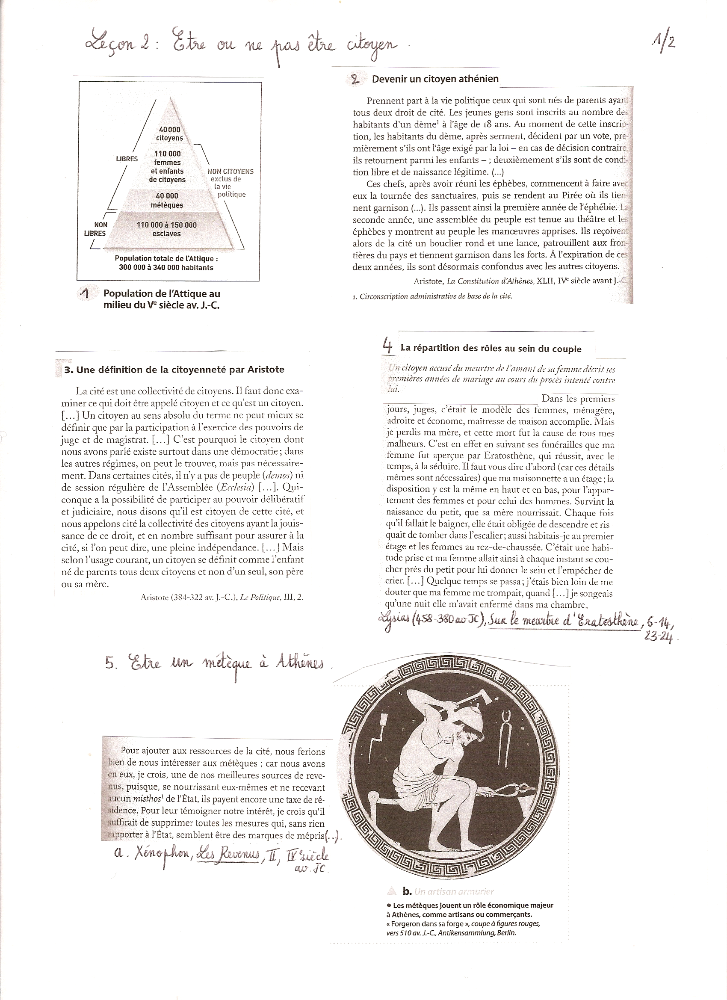 Leçon 2 : Etre ou ne pas être citoyen .
1/2
40000
citoyens
110 000
femmes
et enfants
de citoyens
LIBRES
NON CITOYENS
exclus de
la vie
politique
40 000
métèques
NON
LIBRES
110 000 à 150 000
esclaves
Population totale de l'Attique :
300 000 à 340 000 habitants
1 Population de l'Attique au
milieu du Ve siècle av. J.-C.
2 Devenir un citoyen athénien
Prennent part à la vie politique ceux qui sont nés de parents ayant
tous deux droit de cité. Les jeunes gens sont inscrits au nombre des
habitants d'un dème¹ à l'âge de 18 ans. Au moment de cette inscrip-
tion, les habitants du dème, après serment, décident par un vote, pre-
mièrement s'ils ont l'âge exigé par la loi – en cas de décision contraire
ils retournent parmi les enfants – ; deuxièmement s'ils sont de condi-
tion libre et de naissance légitime. (...)
Ces chefs, après avoir réuni les éphèbes, commencent à faire avec
eux la tournée des sanctuaires, puis se rendent au Pirée où ils tien-
nent garnison (...). Ils passent ainsi la première année de l'éphébie. La
seconde année, une assemblée du peuple est tenue au théâtre et les
éphèbes y montrent au peuple les manœuvres apprises. Ils reçoivent
alors de la cité un bouclier rond et une lance, patrouillent aux fron-
tières du pays et tiennent garnison dans les forts. À l'expiration de ces
deux années, ils sont désormais confondus avec les autres citoyens.
Aristote, La Constitution d'Athènes, XLII, IVe siècle avant J.-C.
1. Circonscription administrative de base de la cité.
3. Une définition de la citoyenneté par Aristote
La cité est une collectivité de citoyens. Il faut donc exa-
miner ce qui doit être appelé citoyen et ce qu'est un citoyen.
[...] Un citoyen au sens absolu du terme ne peut mieux se
définir que par la participation à l'exercice des pouvoirs de
juge et de magistrat. [...] C'est pourquoi le citoyen dont
nous avons parlé existe surtout dans une démocratie ; dans
les autres régimes, on peut le trouver, mais pas nécessaire-
ment. Dans certaines cités, il n'y a pas de peuple (demos) ni
de session régulière de l'Assemblée (Ecclesia) [...]. Qui-
conque a la possibilité de participer au pouvoir délibératif
et judiciaire, nous disons qu'il est citoyen de cette cité, et
nous appelons cité la collectivité des citoyens ayant la jouis-
sance de ce droit, et en nombre suffisant pour assurer à la
cité, si l'on peut dire, une pleine indépendance. [...] Mais
selon l'usage courant, un citoyen se définit comme l'enfant
né de parents tous deux citoyens et non d'un seul, son père
ou sa mère.
Aristote (384-322 av. J.-C.), Le Politique, III, 2.
4 La répartition des rôles au sein du couple
Un citoyen accusé du meurtre de l'amant de sa femme décrit ses
premières années de mariage au cours du procès intenté contre
lui.
Dans les premiers
jours, juges, c'était le modèle des femmes, ménagère,
adroite et économe, maîtresse de maison accomplie. Mais
je perdis ma mère, et cette mort fut la cause de tous mes
malheurs. C'est en effet en suivant ses funérailles que ma
femme fut aperçue par Eratosthène, qui réussit, avec le
temps, à la séduire. Il faut vous dire d'abord (car ces détails
mêmes sont nécessaires) que ma maisonnette a un étage ; la
disposition y est la même en haut et en bas, pour l'appar-
tement des femmes et pour celui des hommes. Survint la
naissance du petit, que sa mère nourrissait. Chaque fois
qu'il fallait le baigner, elle était obligée de descendre et ris-
quait de tomber dans l'escalier ; aussi habitais-je au premier
étage et les femmes au rez-de-chaussée. C'était une habi-
tude prise et ma femme allait ainsi à chaque instant se cou-
cher près du petit pour lui donner le sein et l'empêcher de
crier. [...] Quelque temps se passa ; j'étais bien loin de me
douter que ma femme me trompait, quand [...] je songeais
qu'une nuit elle m'avait enfermé dans ma chambre.
Lysias (458-380 av JC), Sur le meurtre d'Eratosthène, 6-14,
23-24.
5. Etre un métèque à Athènes .
Pour ajouter aux ressources de la cité, nous ferions
bien de nous intéresser aux métèques ; car nous avons
en eux, je crois, une de nos meilleures sources de reve-
nus, puisque, se nourrissant eux-mêmes et ne recevant
aucun misthos¹ de l'État, ils payent encore une taxe de ré-
sidence. Pour leur témoigner notre intérêt, je crois qu'il
suffirait de supprimer toutes les mesures qui, sans rien
rapporter à l'État, semblent être des marques de mépris(...).
a. Xénophon, Les Revenus, II, IVe siècle
av. JC.
b. Un artisan armurier
• Les métèques jouent un rôle économique majeur
à Athènes, comme artisans ou commerçants.
« Forgeron dans sa forge », coupe à figures rouges,
vers 510 av. J.-C., Antikensammlung, Berlin.